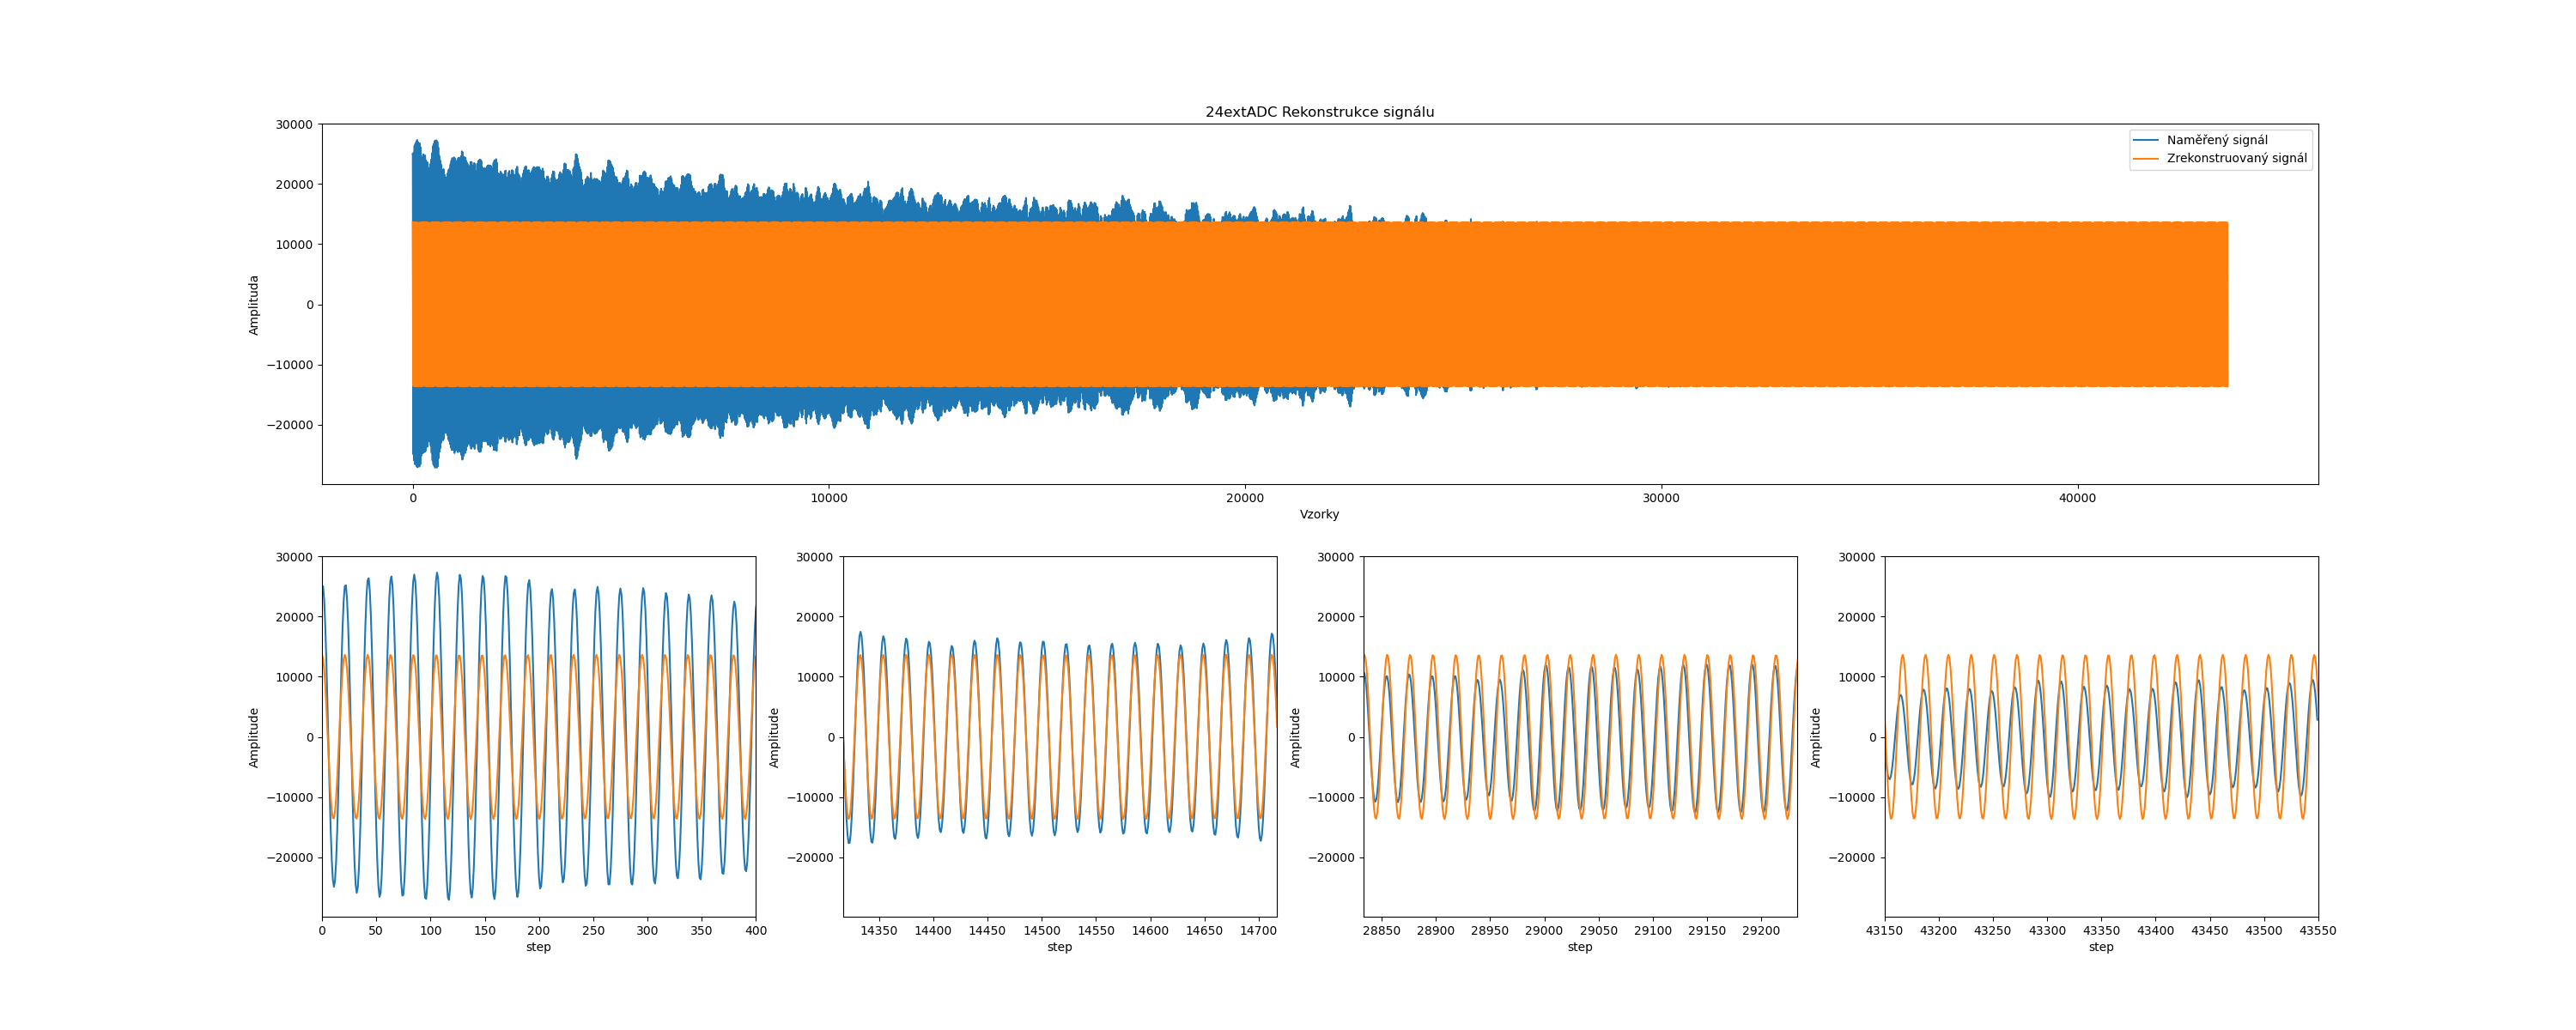 24extADC Rekonstrukce signálu
30000
20000
10000
0
−10000
−20000
Amplituda
Naměřený signál
Zrekonstruovaný signál
0 10000 20000 30000 40000
Vzorky
30000
20000
10000
0
−10000
−20000
Amplitude
0 50 100 150 200 250 300 350 400
step
30000
20000
10000
0
−10000
−20000
Amplitude
14350 14400 14450 14500 14550 14600 14650 14700
step
30000
20000
10000
0
−10000
−20000
Amplitude
28850 28900 28950 29000 29050 29100 29150 29200
step
30000
20000
10000
0
−10000
−20000
Amplitude
43150 43200 43250 43300 43350 43400 43450 43500 43550
step